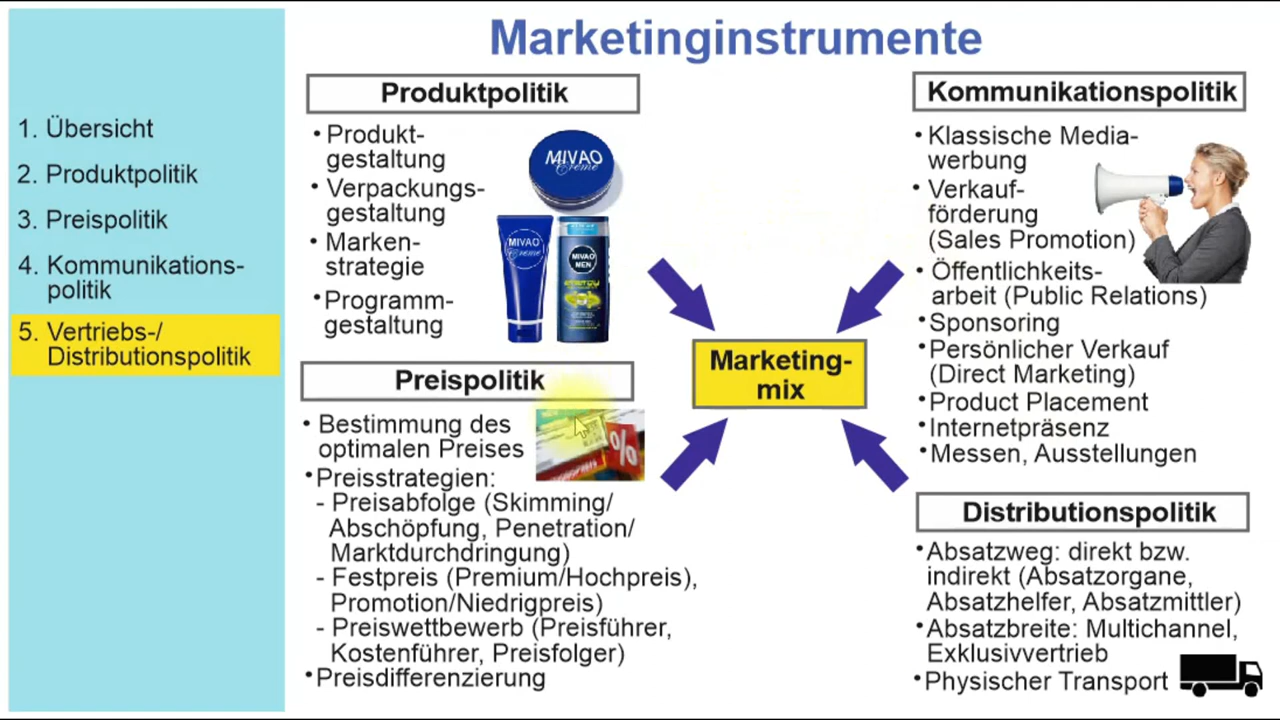 Marketinginstrumente
1. Übersicht
2. Produktpolitik
3. Preispolitik
4. Kommunikations-
politik
5. Vertriebs-/
Distributionspolitik
Produktpolitik
• Produkt-
gestaltung
• Verpackungs-
gestaltung
• Marken-
strategie
• Programm-
gestaltung
MIVAO
Creme
MIVAO
Creme
MIVAO
MEN
ENERGY
Preispolitik
• Bestimmung des
optimalen Preises
• Preisstrategien:
- Preisabfolge (Skimming/
Abschöpfung, Penetration/
Marktdurchdringung)
- Festpreis (Premium/Hochpreis),
Promotion/Niedrigpreis)
- Preiswettbewerb (Preisführer,
Kostenführer, Preisfolger)
• Preisdifferenzierung
%
Marketing-
mix
Kommunikationspolitik
• Klassische Media-
werbung
• Verkauf-
förderung
(Sales Promotion)
• Öffentlichkeits-
arbeit (Public Relations)
• Sponsoring
• Persönlicher Verkauf
(Direct Marketing)
• Product Placement
• Internetpräsenz
• Messen, Ausstellungen
Distributionspolitik
• Absatzweg: direkt bzw.
indirekt (Absatzorgane,
Absatzhelfer, Absatzmittler)
• Absatzbreite: Multichannel,
Exklusivvertrieb
• Physischer Transport